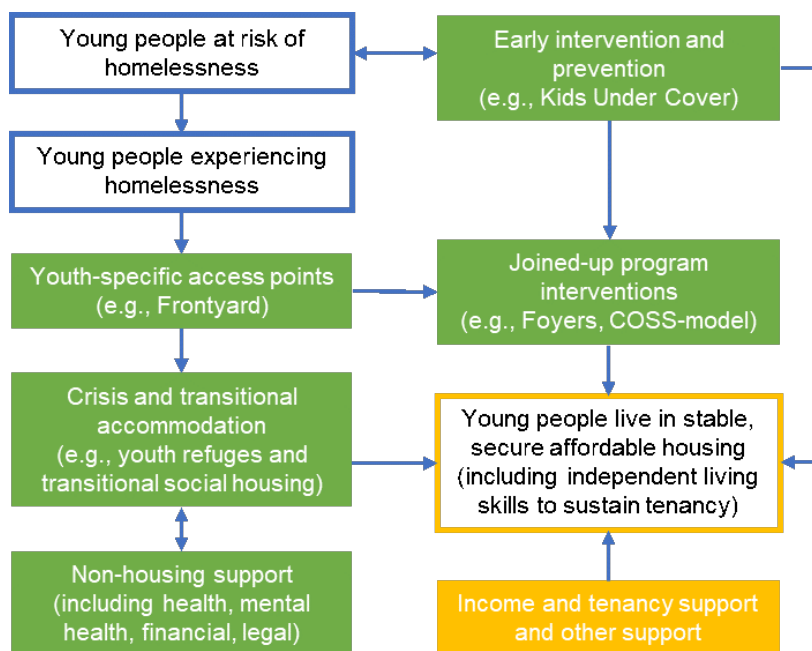 Young people at risk of
homelessness
Early intervention and
prevention
(e.g., Kids Under Cover)
Young people experiencing
homelessness
Youth-specific access points
(e.g., Frontyard)
Joined-up program
interventions
(e.g., Foyers, COSS-model)
Crisis and transitional
accommodation
(e.g., youth refuges and
transitional social housing)
Young people live in stable,
secure affordable housing
(including independent living
skills to sustain tenancy)
Non-housing support
(including health, mental
health, financial, legal)
Income and tenancy support
and other support